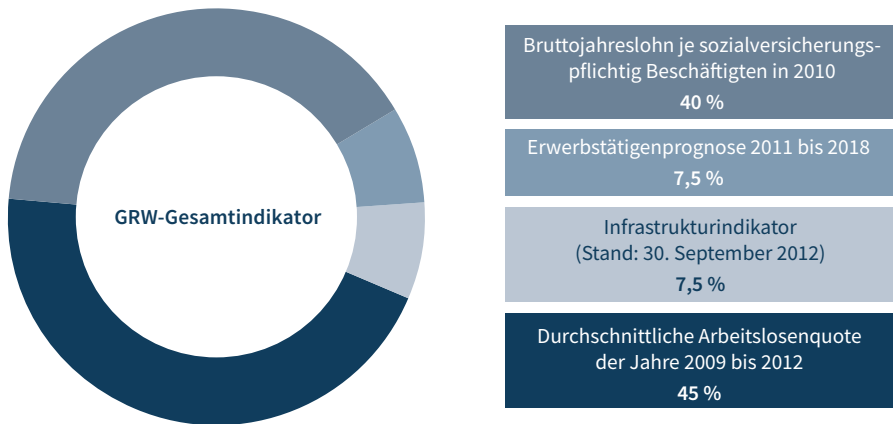 GRW-Gesamtindikator
Bruttojahreslohn je sozialversicherungs-
pflichtig Beschäftigten in 2010
40 %
Erwerbstätigenprognose 2011 bis 2018
7,5 %
Infrastrukturindikator
(Stand: 30. September 2012)
7,5 %
Durchschnittliche Arbeitslosenquote
der Jahre 2009 bis 2012
45 %